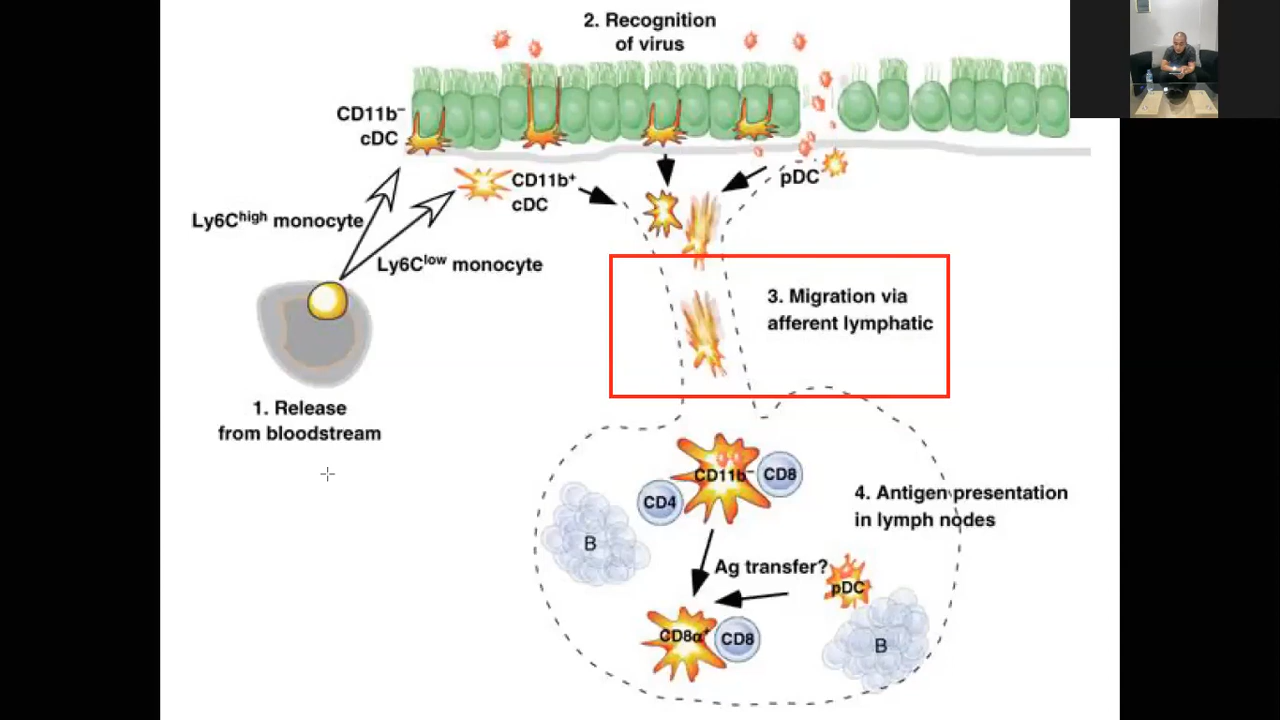 2. Recognition
of virus
CD11b⁻
cDC
CD11b⁺
cDC
pDC
Ly6Cʰⁱᵍʰ monocyte
Ly6Cˡᵒʷ monocyte
3. Migration via
afferent lymphatic
1. Release
from bloodstream
CD11b⁻
CD8
CD4
4. Antigen presentation
in lymph nodes
B
Ag transfer?
pDC
CD8α⁺
CD8
B